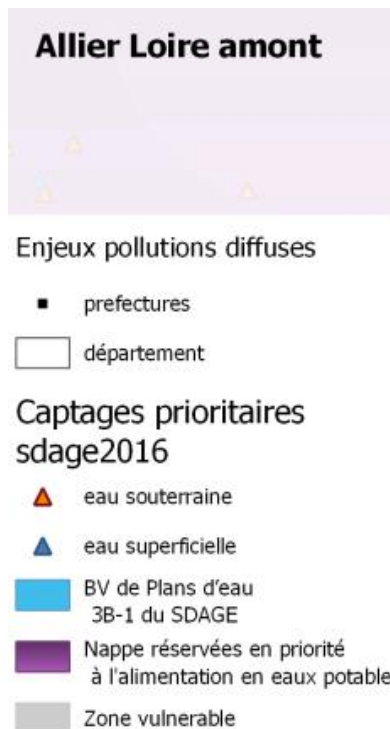 Allier Loire amont
Enjeux pollutions diffuses
prefectures
département
Captages prioritaires
sdage2016
eau souterraine
eau superficielle
BV de Plans d'eau
3B-1 du SDAGE
Nappe réservées en priorité
à l'alimentation en eaux potable
Zone vulnerable